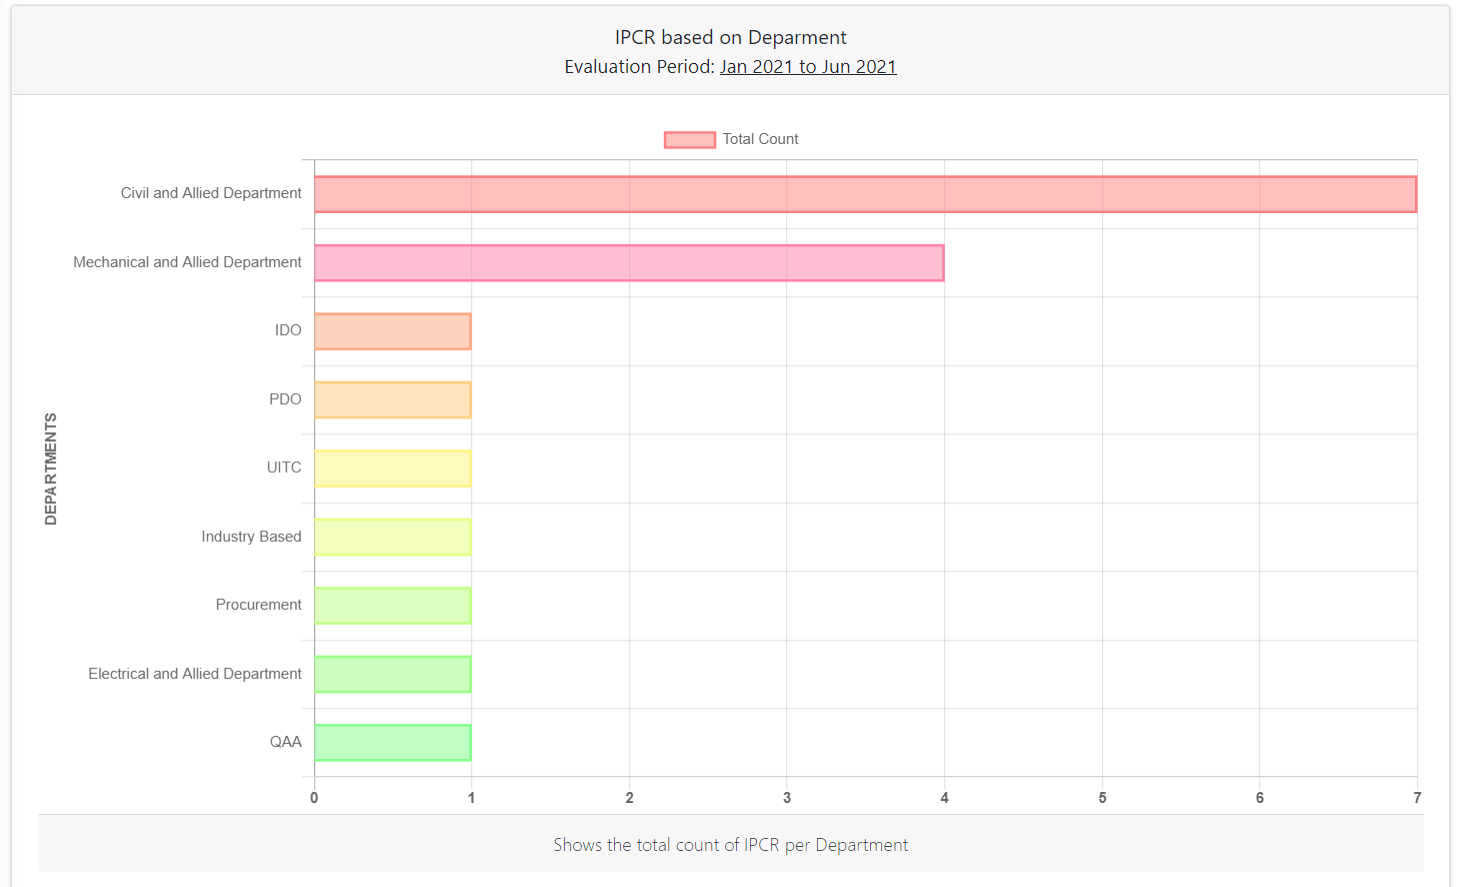 IPCR based on Deparment
Evaluation Period: Jan 2021 to Jun 2021
Total Count
Civil and Allied Department
Mechanical and Allied Department
IDO
PDO
UITC
Industry Based
Procurement
Electrical and Allied Department
QAA
DEPARTMENTS
0 1 2 3 4 5 6 7
Shows the total count of IPCR per Department